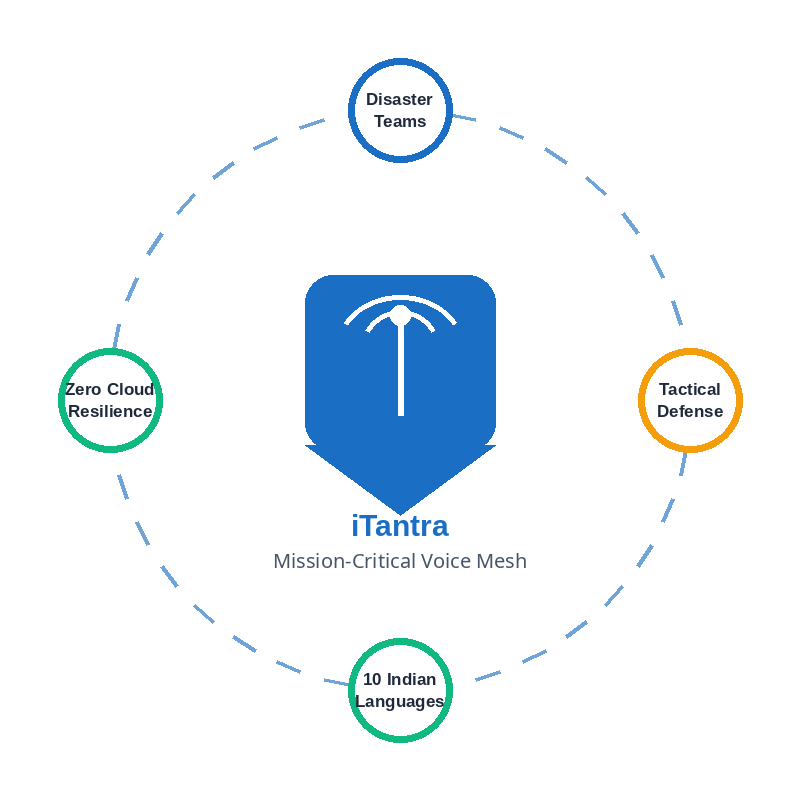 Disaster
Teams
Zero Cloud
Resilience
Tactical
Defense
iTantra
Mission-Critical Voice Mesh
10 Indian
Languages